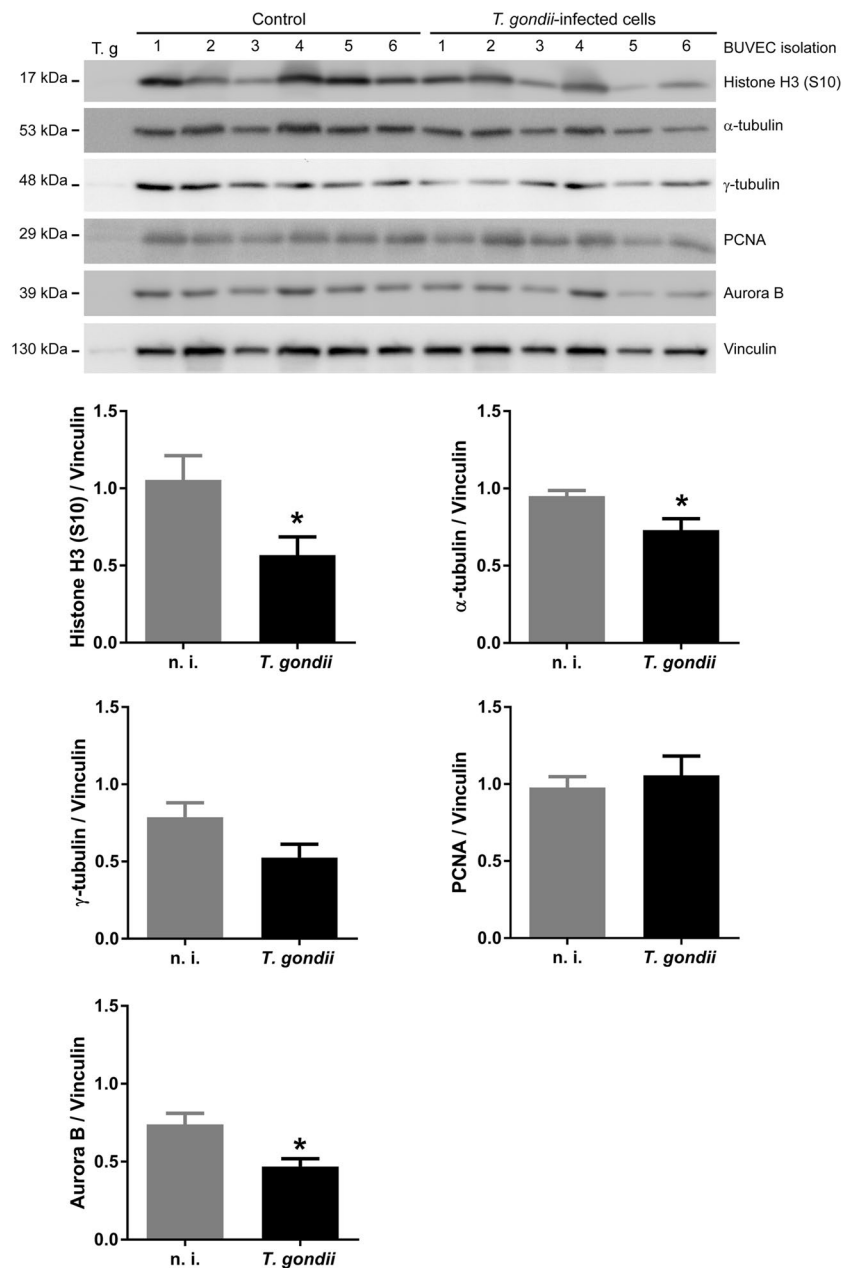 Control T. gondii-infected cells
T. g 1 2 3 4 5 6 1 2 3 4 5 6 BUVEC isolation
17 kDa Histone H3 (S10)
53 kDa α-tubulin
48 kDa γ-tubulin
29 kDa PCNA
39 kDa Aurora B
130 kDa Vinculin
Histone H3 (S10) / Vinculin
1.5
1.0
0.5
0.0
*
n. i. T. gondii
α-tubulin / Vinculin
1.5
1.0
0.5
0.0
*
n. i. T. gondii
γ-tubulin / Vinculin
1.5
1.0
0.5
0.0
n. i. T. gondii
PCNA / Vinculin
1.5
1.0
0.5
0.0
n. i. T. gondii
Aurora B / Vinculin
1.5
1.0
0.5
0.0
*
n. i. T. gondii